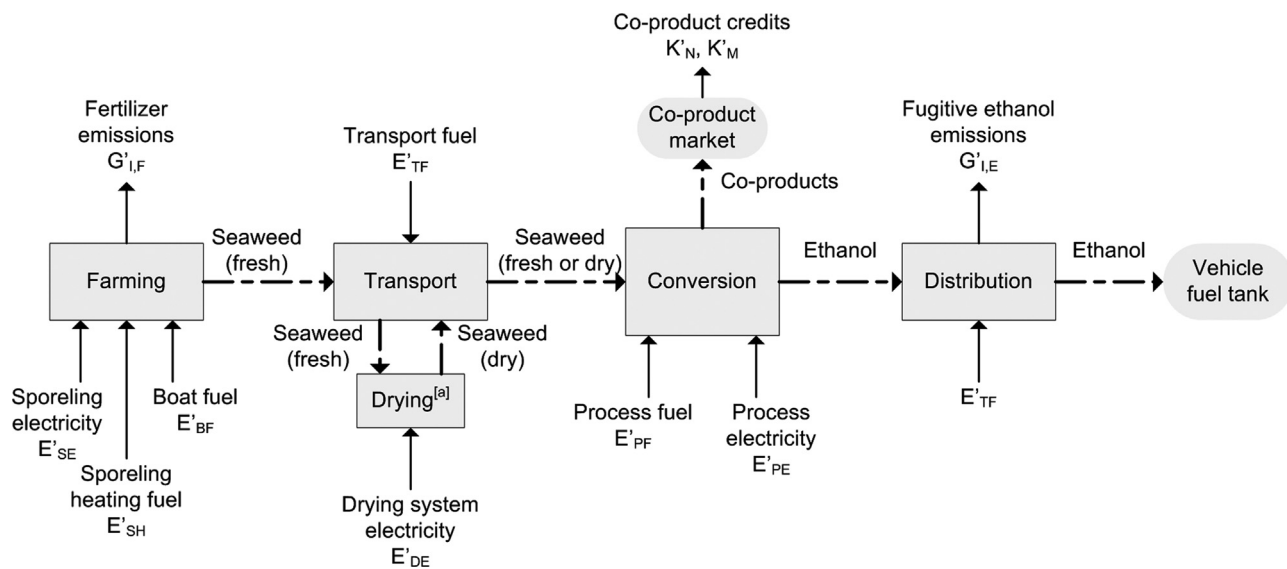 Co-product credits
K'N, K'M
Fertilizer
emissions
G'I,F
Transport fuel
E'TF
Co-product
market
Fugitive ethanol
emissions
G'I,E
Co-products
Farming
Seaweed
(fresh)
Transport
Seaweed
(fresh or dry)
Conversion
Ethanol
Distribution
Ethanol
Vehicle
fuel tank
Seaweed
(fresh)
Seaweed
(dry)
Drying[a]
Sporeling
electricity
E'SE
Boat fuel
E'BF
Sporeling
heating fuel
E'SH
Drying system
electricity
E'DE
Process fuel
E'PF
Process
electricity
E'PE
E'TF